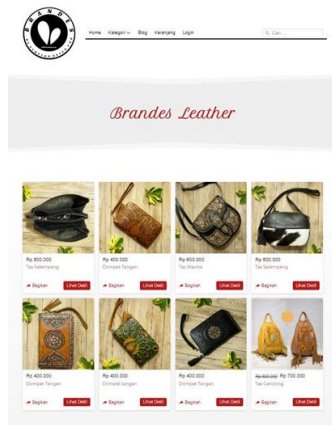 BRANDES
Home Kategori Blog Keranjang Login
Cari ...
Brandes Leather
Rp 800.000
Tas Selempang
Bagikan Lihat Detil
Rp 400.000
Dompet Tangan
Bagikan Lihat Detil
Rp 600.000
Tas Wanita
Bagikan Lihat Detil
Rp 600.000
Tas Selempang
Bagikan Lihat Detil
Rp 400.000
Dompet Tangan
Bagikan Lihat Detil
Rp 400.000
Dompet tangan
Bagikan Lihat Detil
Rp 400.000
Dompet Tangan
Bagikan Lihat Detil
Rp 700.000
Tas Gendong
Bagikan Lihat Detil